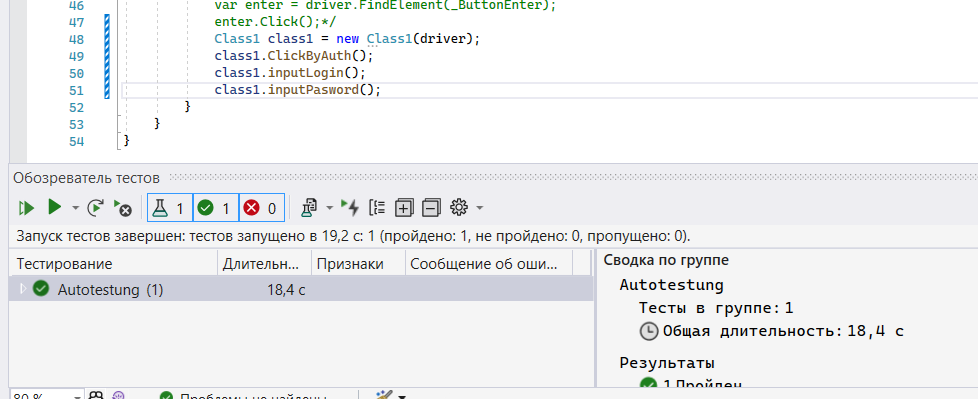 46 var enter = driver.FindElement(_ButtonEnter);
47 enter.Click();*/
48 Class1 class1 = new Class1(driver);
49 class1.ClickByAuth();
50 class1.inputLogin();
51 class1.inputPasword();
52 }
53 }
54 }
Обозреватель тестов
1 1 0
Запуск тестов завершен: тестов запущено в 19,2 с: 1 (пройдено: 1, не пройдено: 0, пропущено: 0).
Тестирование Длительн... Признаки Сообщение об оши...
Autotestung (1) 18,4 с
Сводка по группе
Autotestung
Тесты в группе: 1
Общая длительность: 18,4 с
Результаты
1 Пройден
80 % Проблемы не найдены